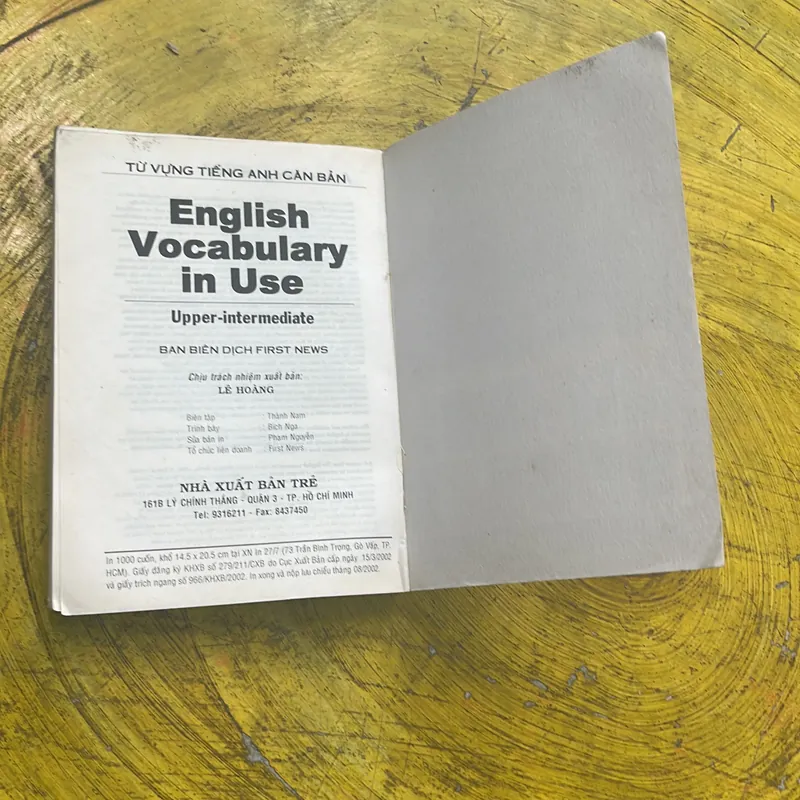 TỪ VỰNG TIẾNG ANH CĂN BẢN
English
Vocabulary
in Use
Upper-intermediate
BAN BIÊN DỊCH FIRST NEWS
Chịu trách nhiệm xuất bản:
LÊ HOÀNG
Biên tập : Thành Nam
Trình bày : Bích Nga
Sửa bản in : Phạm Nguyễn
Tổ chức liên doanh : First News
NHÀ XUẤT BẢN TRẺ
161B LÝ CHÍNH THẮNG - QUẬN 3 - TP. HỒ CHÍ MINH
Tel: 9316211 - Fax: 8437450
In 1000 cuốn, khổ 14.5 x 20.5 cm tại XN In 27/7 (73 Trần Bình Trọng, Gò Vấp, TP.
HCM). Giấy đăng ký KHXB số 279/211/CXB do Cục Xuất Bản cấp ngày 15/3/2002
và giấy trích ngang số 966/KHXB/2002. In xong và nộp lưu chiểu tháng 08/2002.